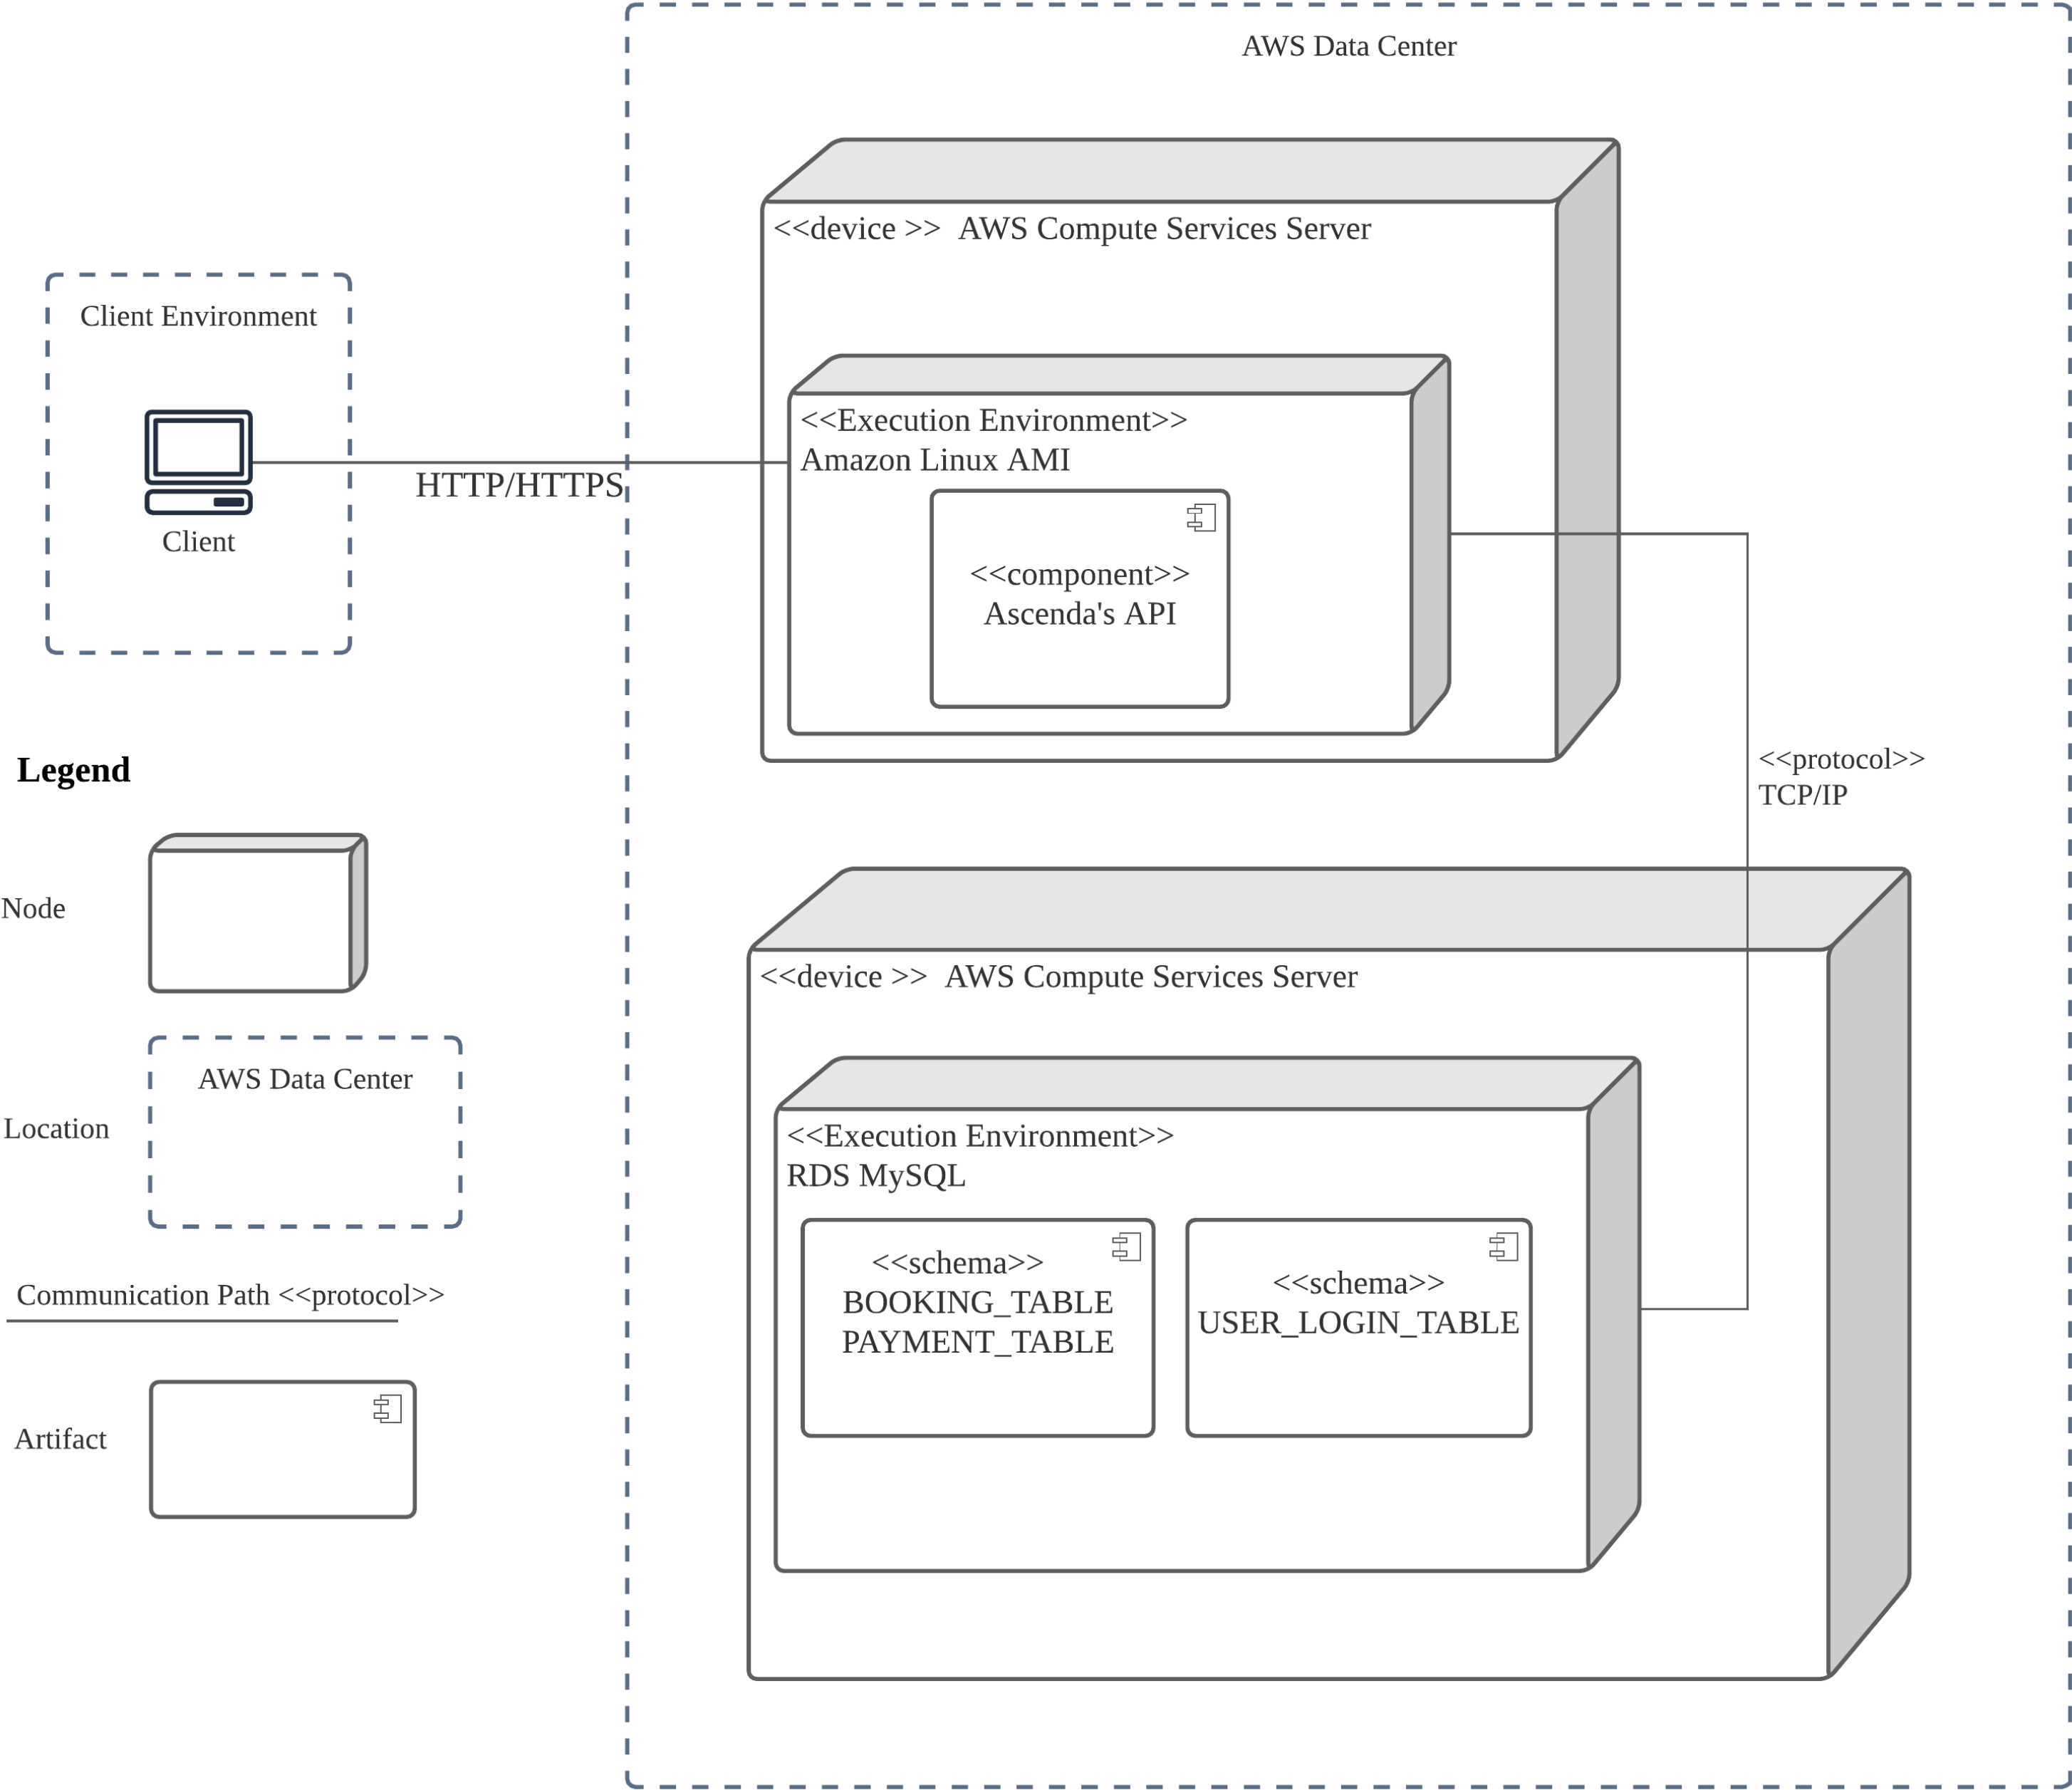 AWS Data Center
<<device >>  AWS Compute Services Server
Client Environment
<<Execution Environment>>
Amazon Linux AMI
HTTP/HTTPS
Client
<<component>>
Ascenda's API
<<protocol>>
TCP/IP
Legend
Node
<<device >>  AWS Compute Services Server
AWS Data Center
Location
<<Execution Environment>>
RDS MySQL
<<schema>>
BOOKING_TABLE
PAYMENT_TABLE
<<schema>>
USER_LOGIN_TABLE
Communication Path <<protocol>>
Artifact